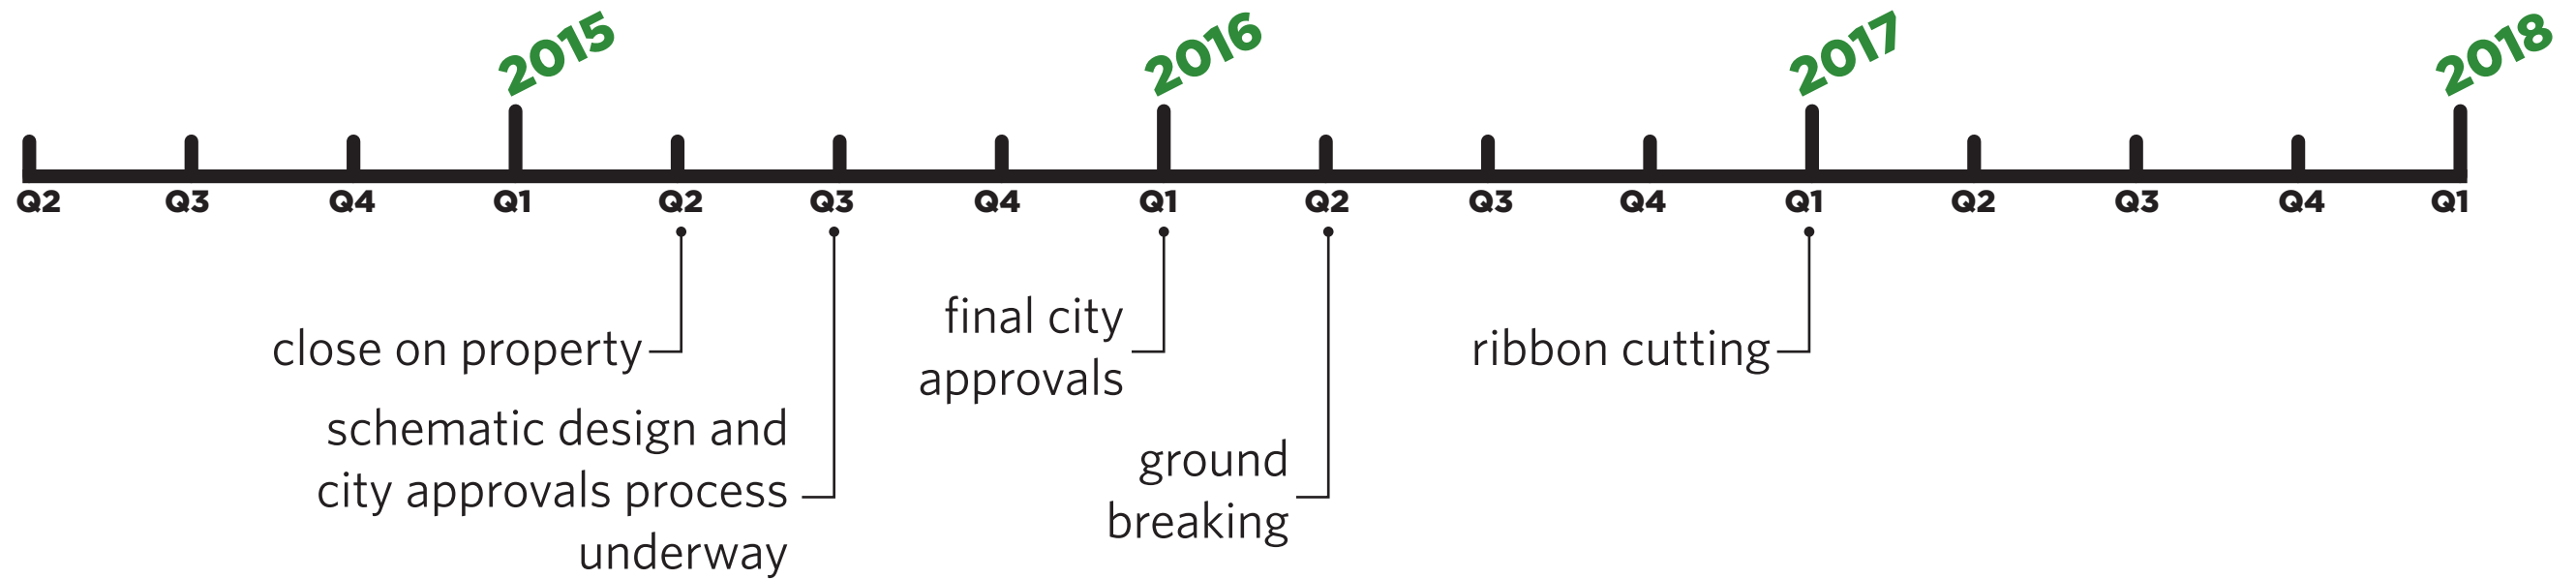 2015
2016
2017
2018
Q2 Q3 Q4 Q1 Q2 Q3 Q4 Q1 Q2 Q3 Q4 Q1 Q2 Q3 Q4 Q1
close on property
schematic design and
city approvals process
underway
final city
approvals
ground
breaking
ribbon cutting